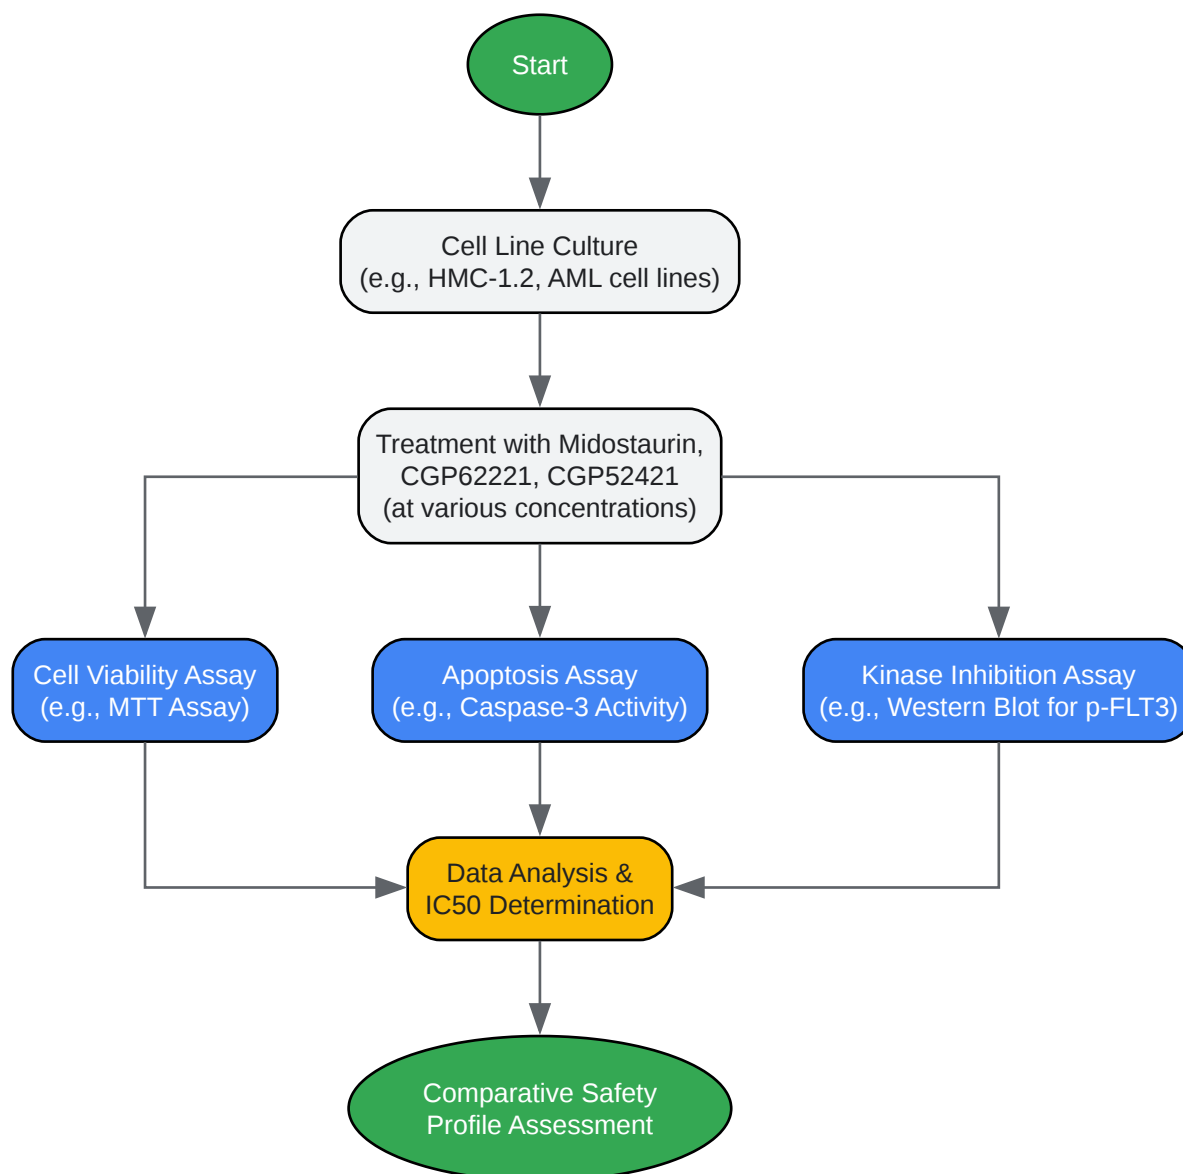 Start
Cell Line Culture
(e.g., HMC-1.2, AML cell lines)
Treatment with Midostaurin,
CGP62221, CGP52421
(at various concentrations)
Cell Viability Assay
(e.g., MTT Assay)
Apoptosis Assay
(e.g., Caspase-3 Activity)
Kinase Inhibition Assay
(e.g., Western Blot for p-FLT3)
Data Analysis &
IC50 Determination
Comparative Safety
Profile Assessment